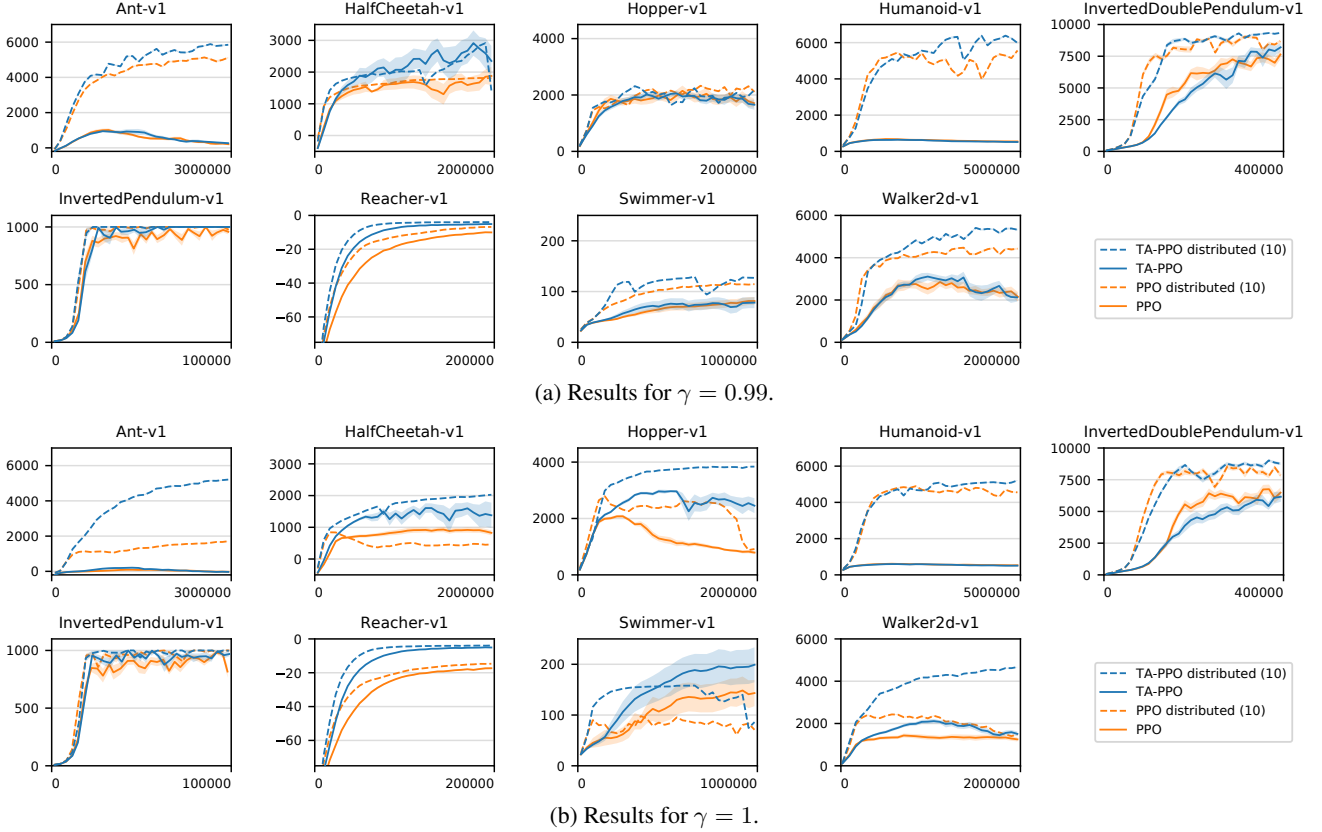 Ant-v1 HalfCheetah-v1 Hopper-v1 Humanoid-v1 InvertedDoublePendulum-v1
6000 4000 2000 0 3000000
3000 2000 1000 0 0 2000000
4000 2000 0 0 2000000
6000 4000 2000 0 0 5000000
10000 7500 5000 2500 0 0 400000
InvertedPendulum-v1 Reacher-v1 Swimmer-v1 Walker2d-v1
1000 500 0 0 100000
0 −20 −40 −60 0 200000
200 100 0 0 1000000
6000 4000 2000 0 0 2000000
TA-PPO distributed (10)
TA-PPO
PPO distributed (10)
PPO
(a) Results for γ = 0.99.
Ant-v1 HalfCheetah-v1 Hopper-v1 Humanoid-v1 InvertedDoublePendulum-v1
6000 4000 2000 0 0 3000000
3000 2000 1000 0 0 2000000
4000 2000 0 0 2000000
6000 4000 2000 0 0 5000000
10000 7500 5000 2500 0 0 400000
InvertedPendulum-v1 Reacher-v1 Swimmer-v1 Walker2d-v1
1000 500 0 0 100000
0 −20 −40 −60 0 200000
200 100 0 0 1000000
6000 4000 2000 0 0 2000000
TA-PPO distributed (10)
TA-PPO
PPO distributed (10)
PPO
(b) Results for γ = 1.